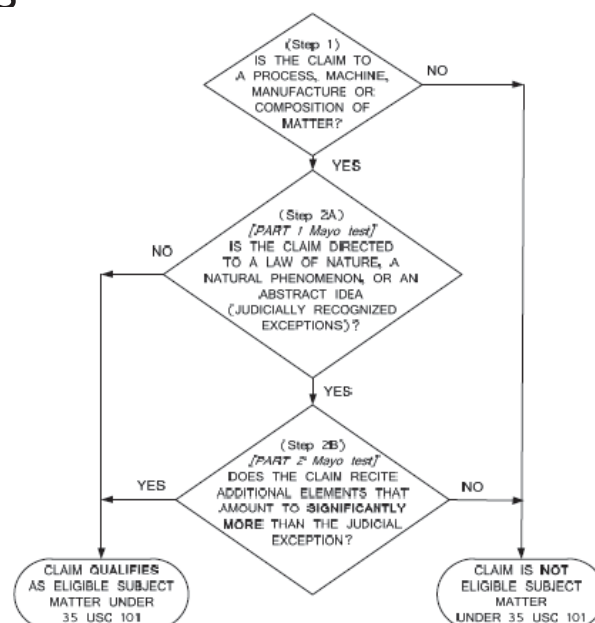 (Step 1)
IS THE CLAIM TO
A PROCESS, MACHINE,
MANUFACTURE OR
COMPOSITION OF
MATTER?
NO
YES
(Step 2A)
[PART 1 Mayo test]
IS THE CLAIM DIRECTED
TO A LAW OF NATURE, A
NATURAL PHENOMENON, OR AN
ABSTRACT IDEA
(JUDICIALLY RECOGNIZED
EXCEPTIONS)?
NO
YES
(Step 2B)
[PART 2 Mayo test]
DOES THE CLAIM RECITE
ADDITIONAL ELEMENTS THAT
AMOUNT TO SIGNIFICANTLY
MORE THAN THE JUDICIAL
EXCEPTION?
YES
NO
CLAIM QUALIFIES
AS ELIGIBLE SUBJECT
MATTER UNDER
35 USC 101
CLAIM IS NOT
ELIGIBLE SUBJECT
MATTER
UNDER 35 USC 101